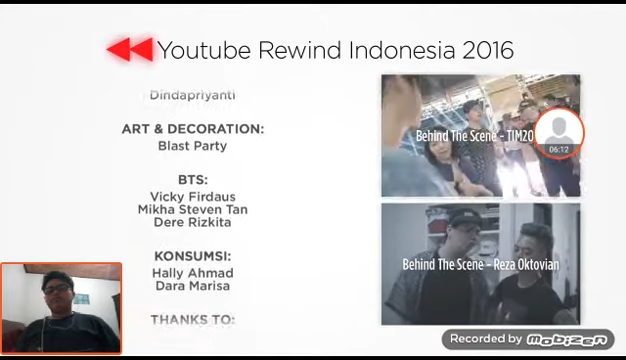 Youtube Rewind Indonesia 2016
Dindapriyanti
ART & DECORATION:
Blast Party
BTS:
Vicky Firdaus
Mikha Steven Tan
Dere Rizkita
KONSUMSI:
Hally Ahmad
Dara Marisa
THANKS TO:
Behind The Scene - TIM20
06:12
Behind The Scene - Reza Oktovian
Recorded by mobizen